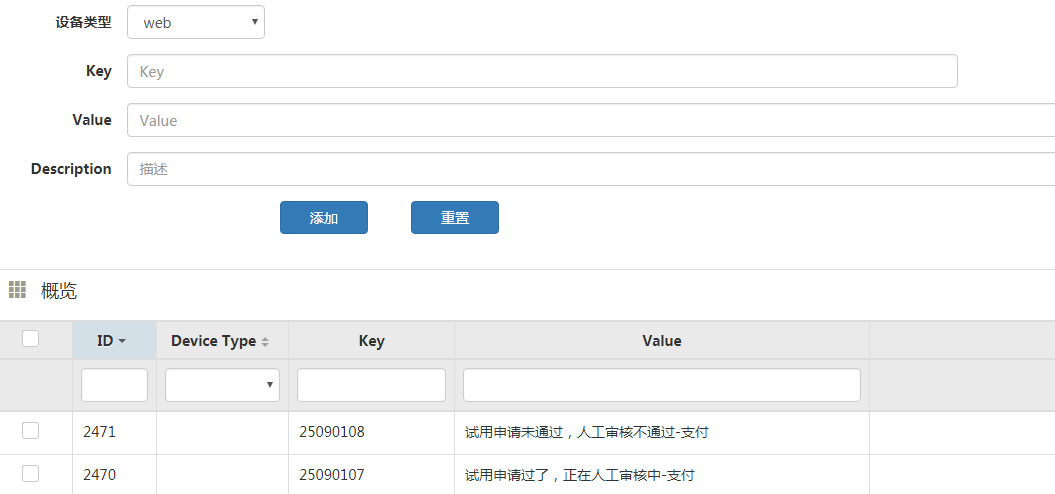 设备类型 web
Key Key
Value Value
Description 描述
添加 重置
概览
ID Device Type Key Value
2471 25090108 试用申请未通过，人工审核不通过-支付
2470 25090107 试用申请过了，正在人工审核中-支付